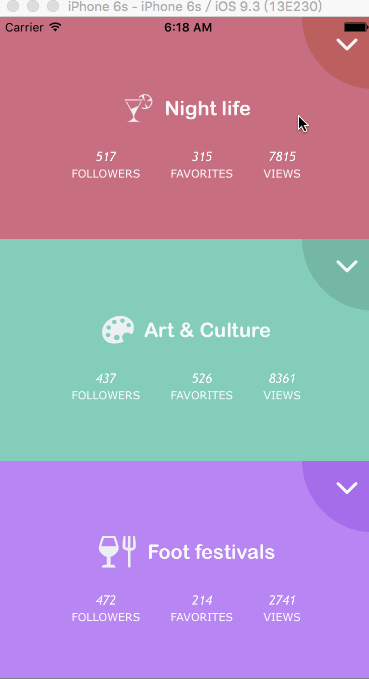 iPhone 6s - iPhone 6s / iOS 9.3 (13E230)
Carrier 6:18 AM
Night life
517 315 7815
FOLLOWERS FAVORITES VIEWS
Art & Culture
437 526 8361
FOLLOWERS FAVORITES VIEWS
Foot festivals
472 214 2741
FOLLOWERS FAVORITES VIEWS